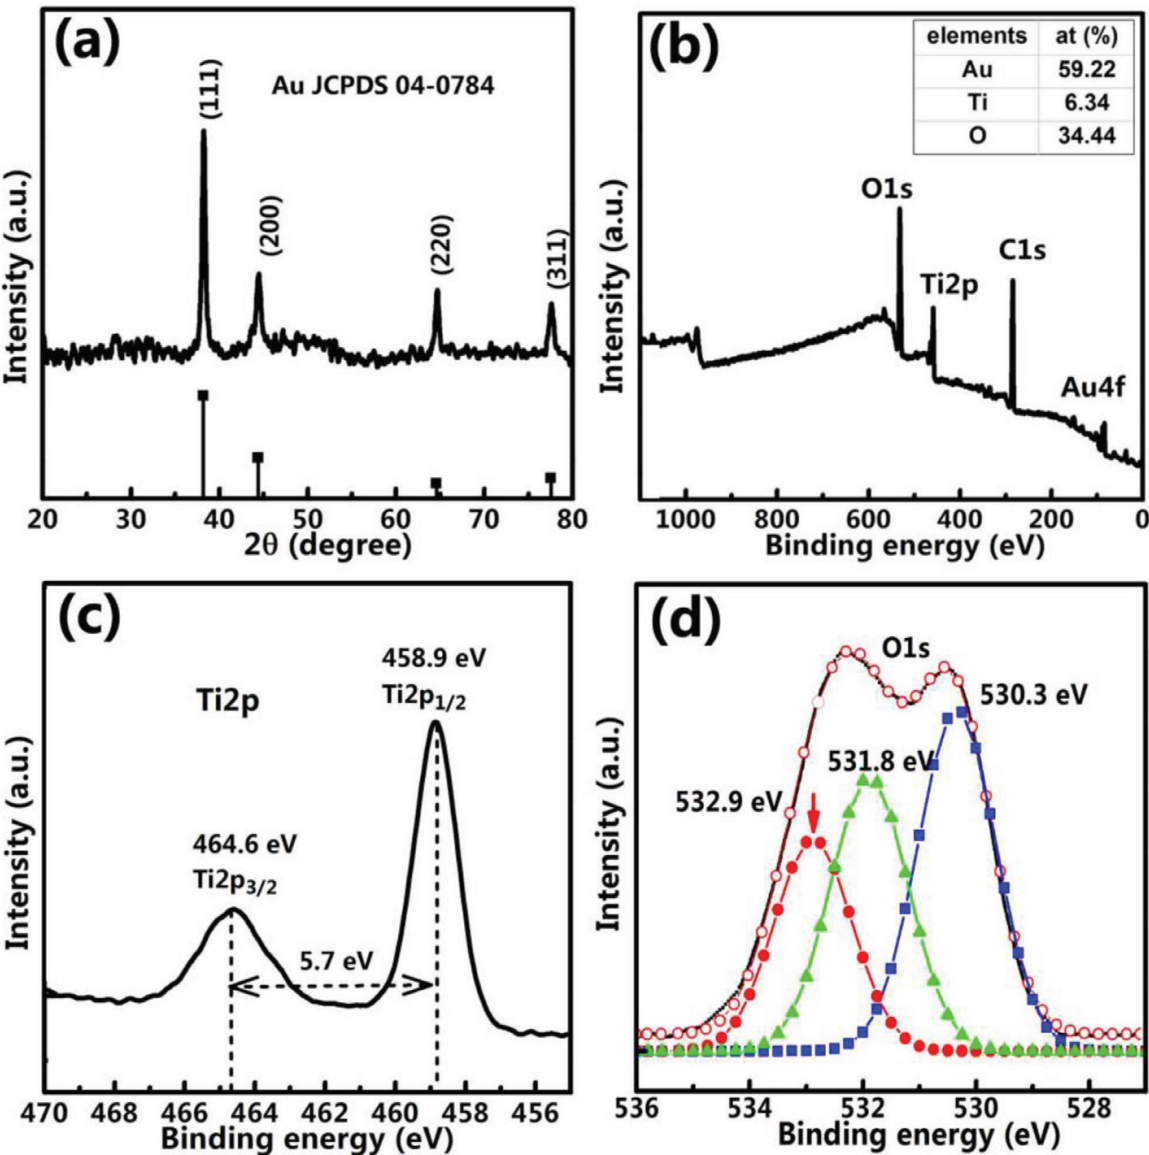 (a)
Au JCPDS 04-0784
(111)
(200)
(220)
(311)
Intensity (a.u.)
20 30 40 50 60 70 80
2θ (degree)
(b)
elements at (%)
Au 59.22
Ti 6.34
O 34.44
O1s
C1s
Ti2p
Au4f
Intensity (a.u.)
1000 800 600 400 200 0
Binding energy (eV)
(c)
458.9 eV
Ti2p1/2
Ti2p
464.6 eV
Ti2p3/2
5.7 eV
Intensity (a.u.)
470 468 466 464 462 460 458 456
Binding energy (eV)
(d)
O1s
530.3 eV
531.8 eV
532.9 eV
Intensity (a.u.)
536 534 532 530 528
Binding energy (eV)